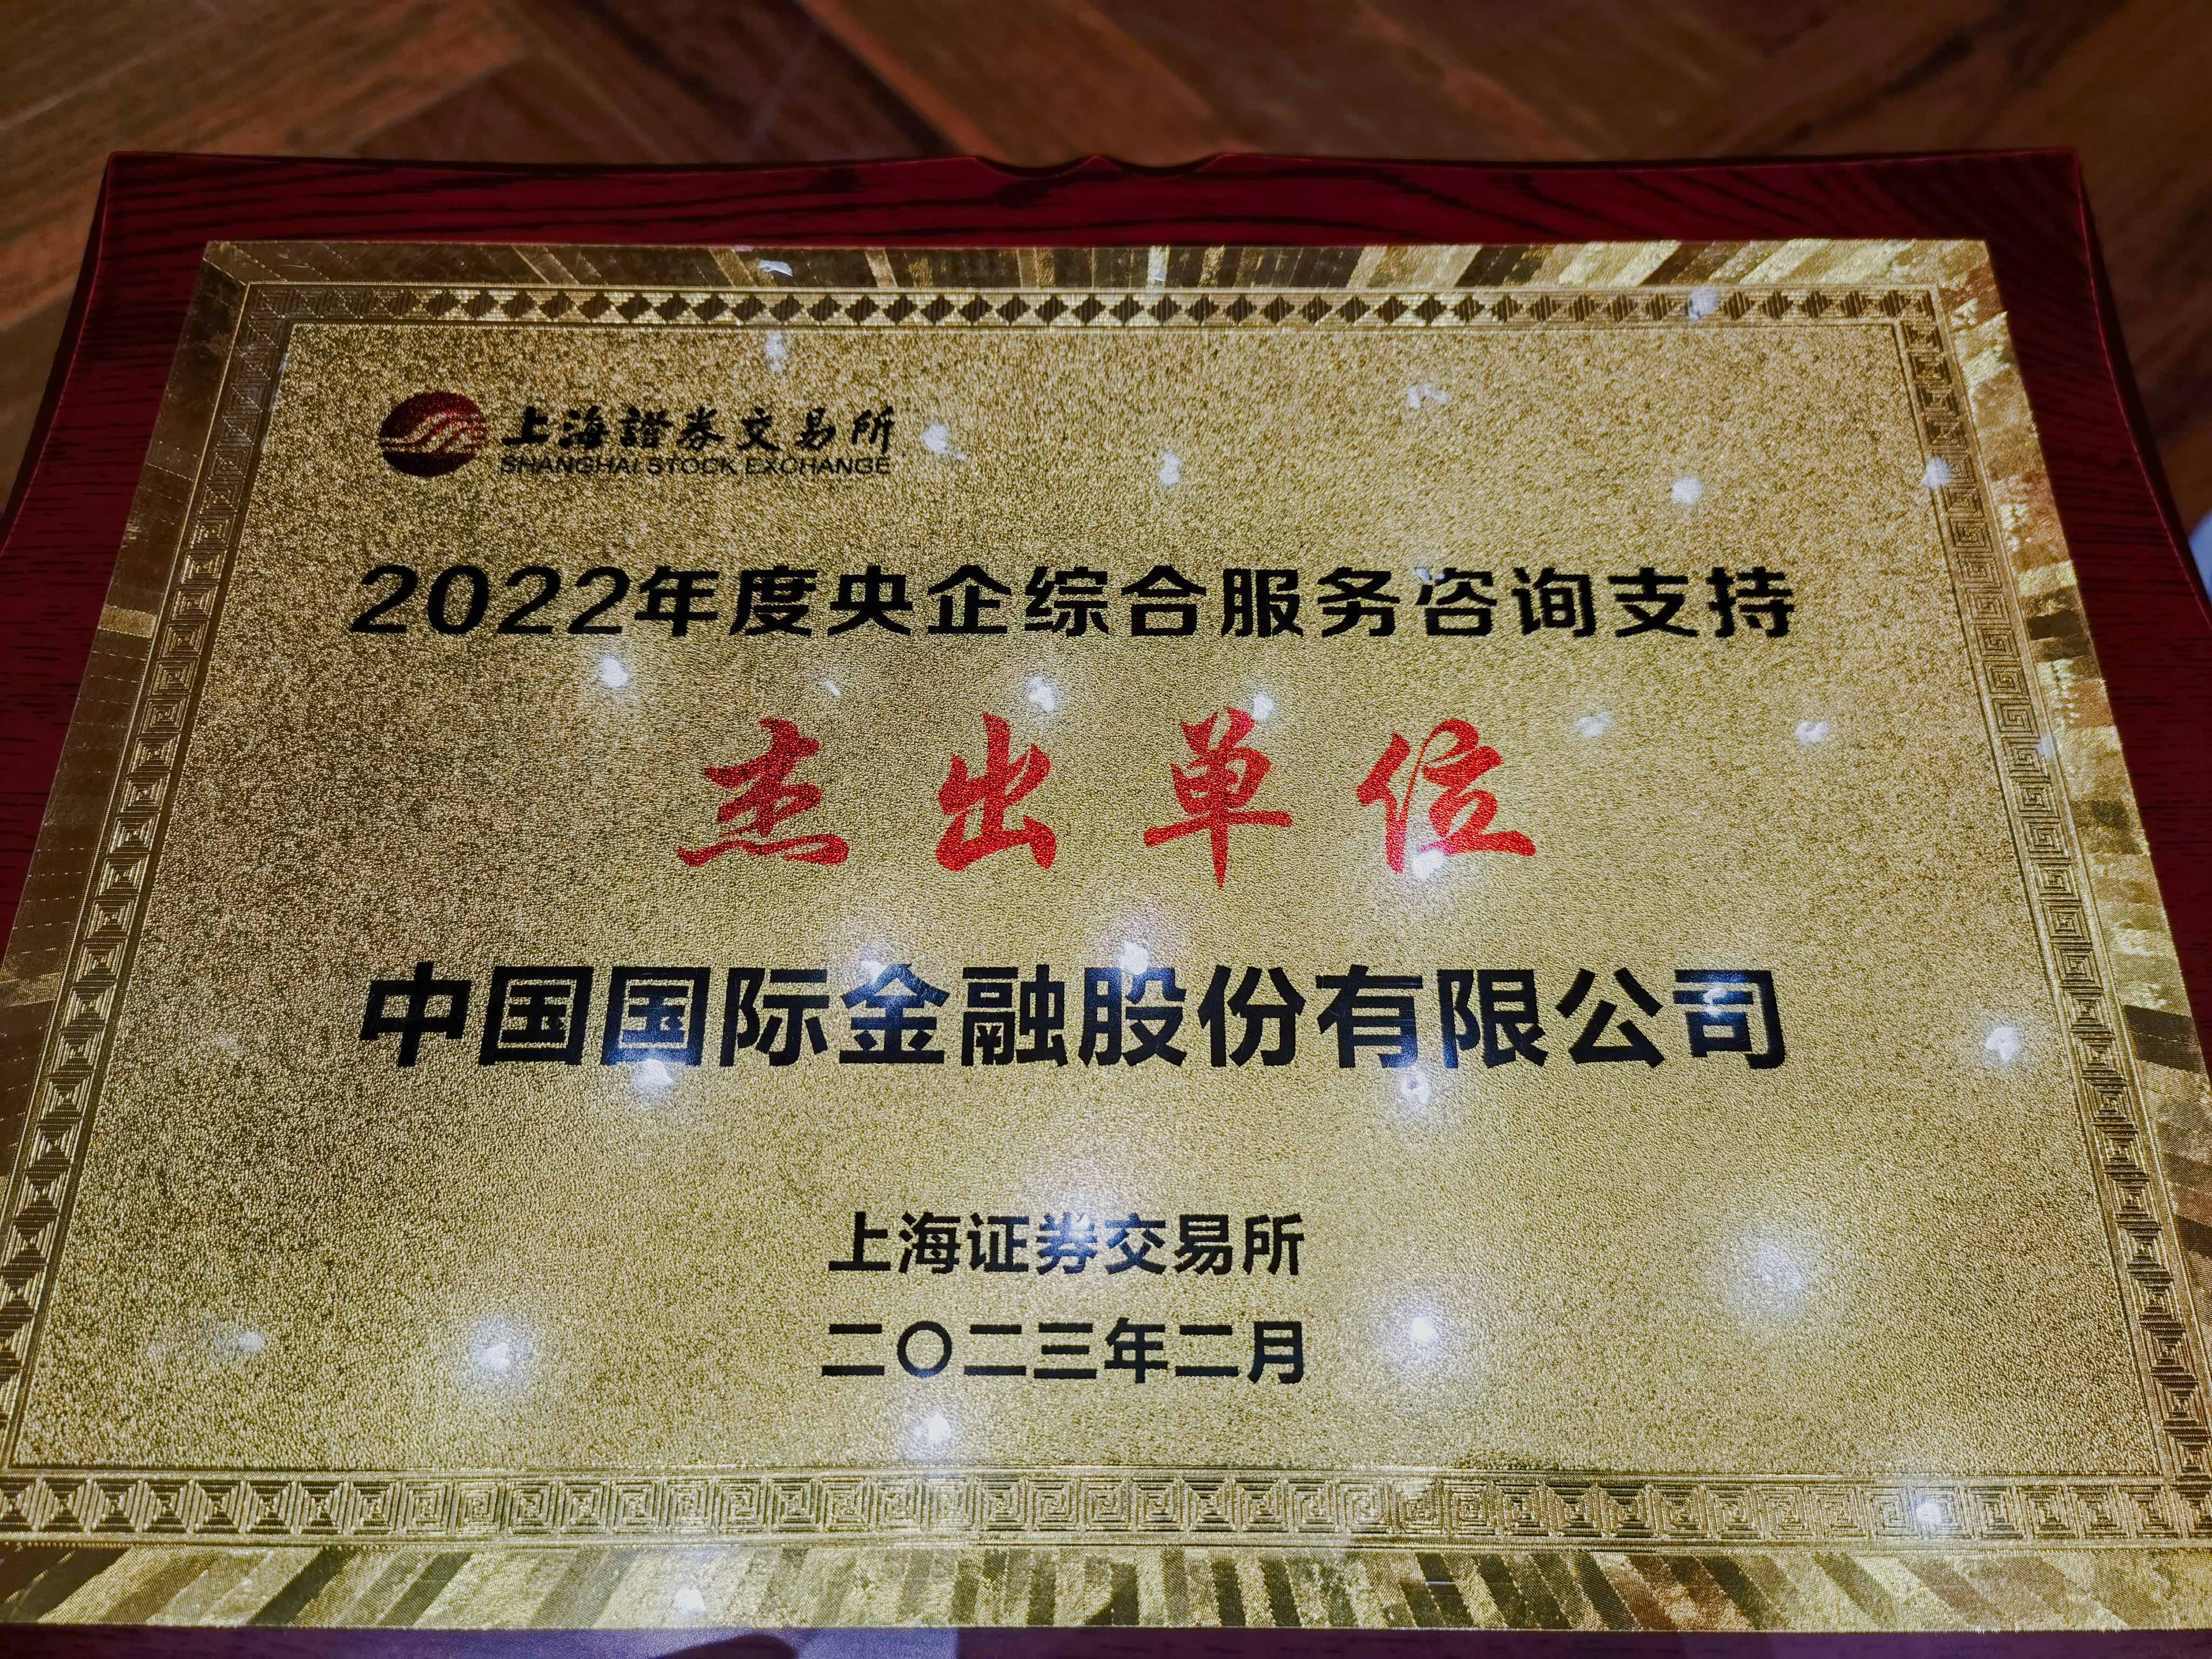 上海證券交易所
SHANGHAI STOCK EXCHANGE
2022年度央企综合服务咨询支持
杰出单位
中国国际金融股份有限公司
上海证券交易所
二〇二三年二月